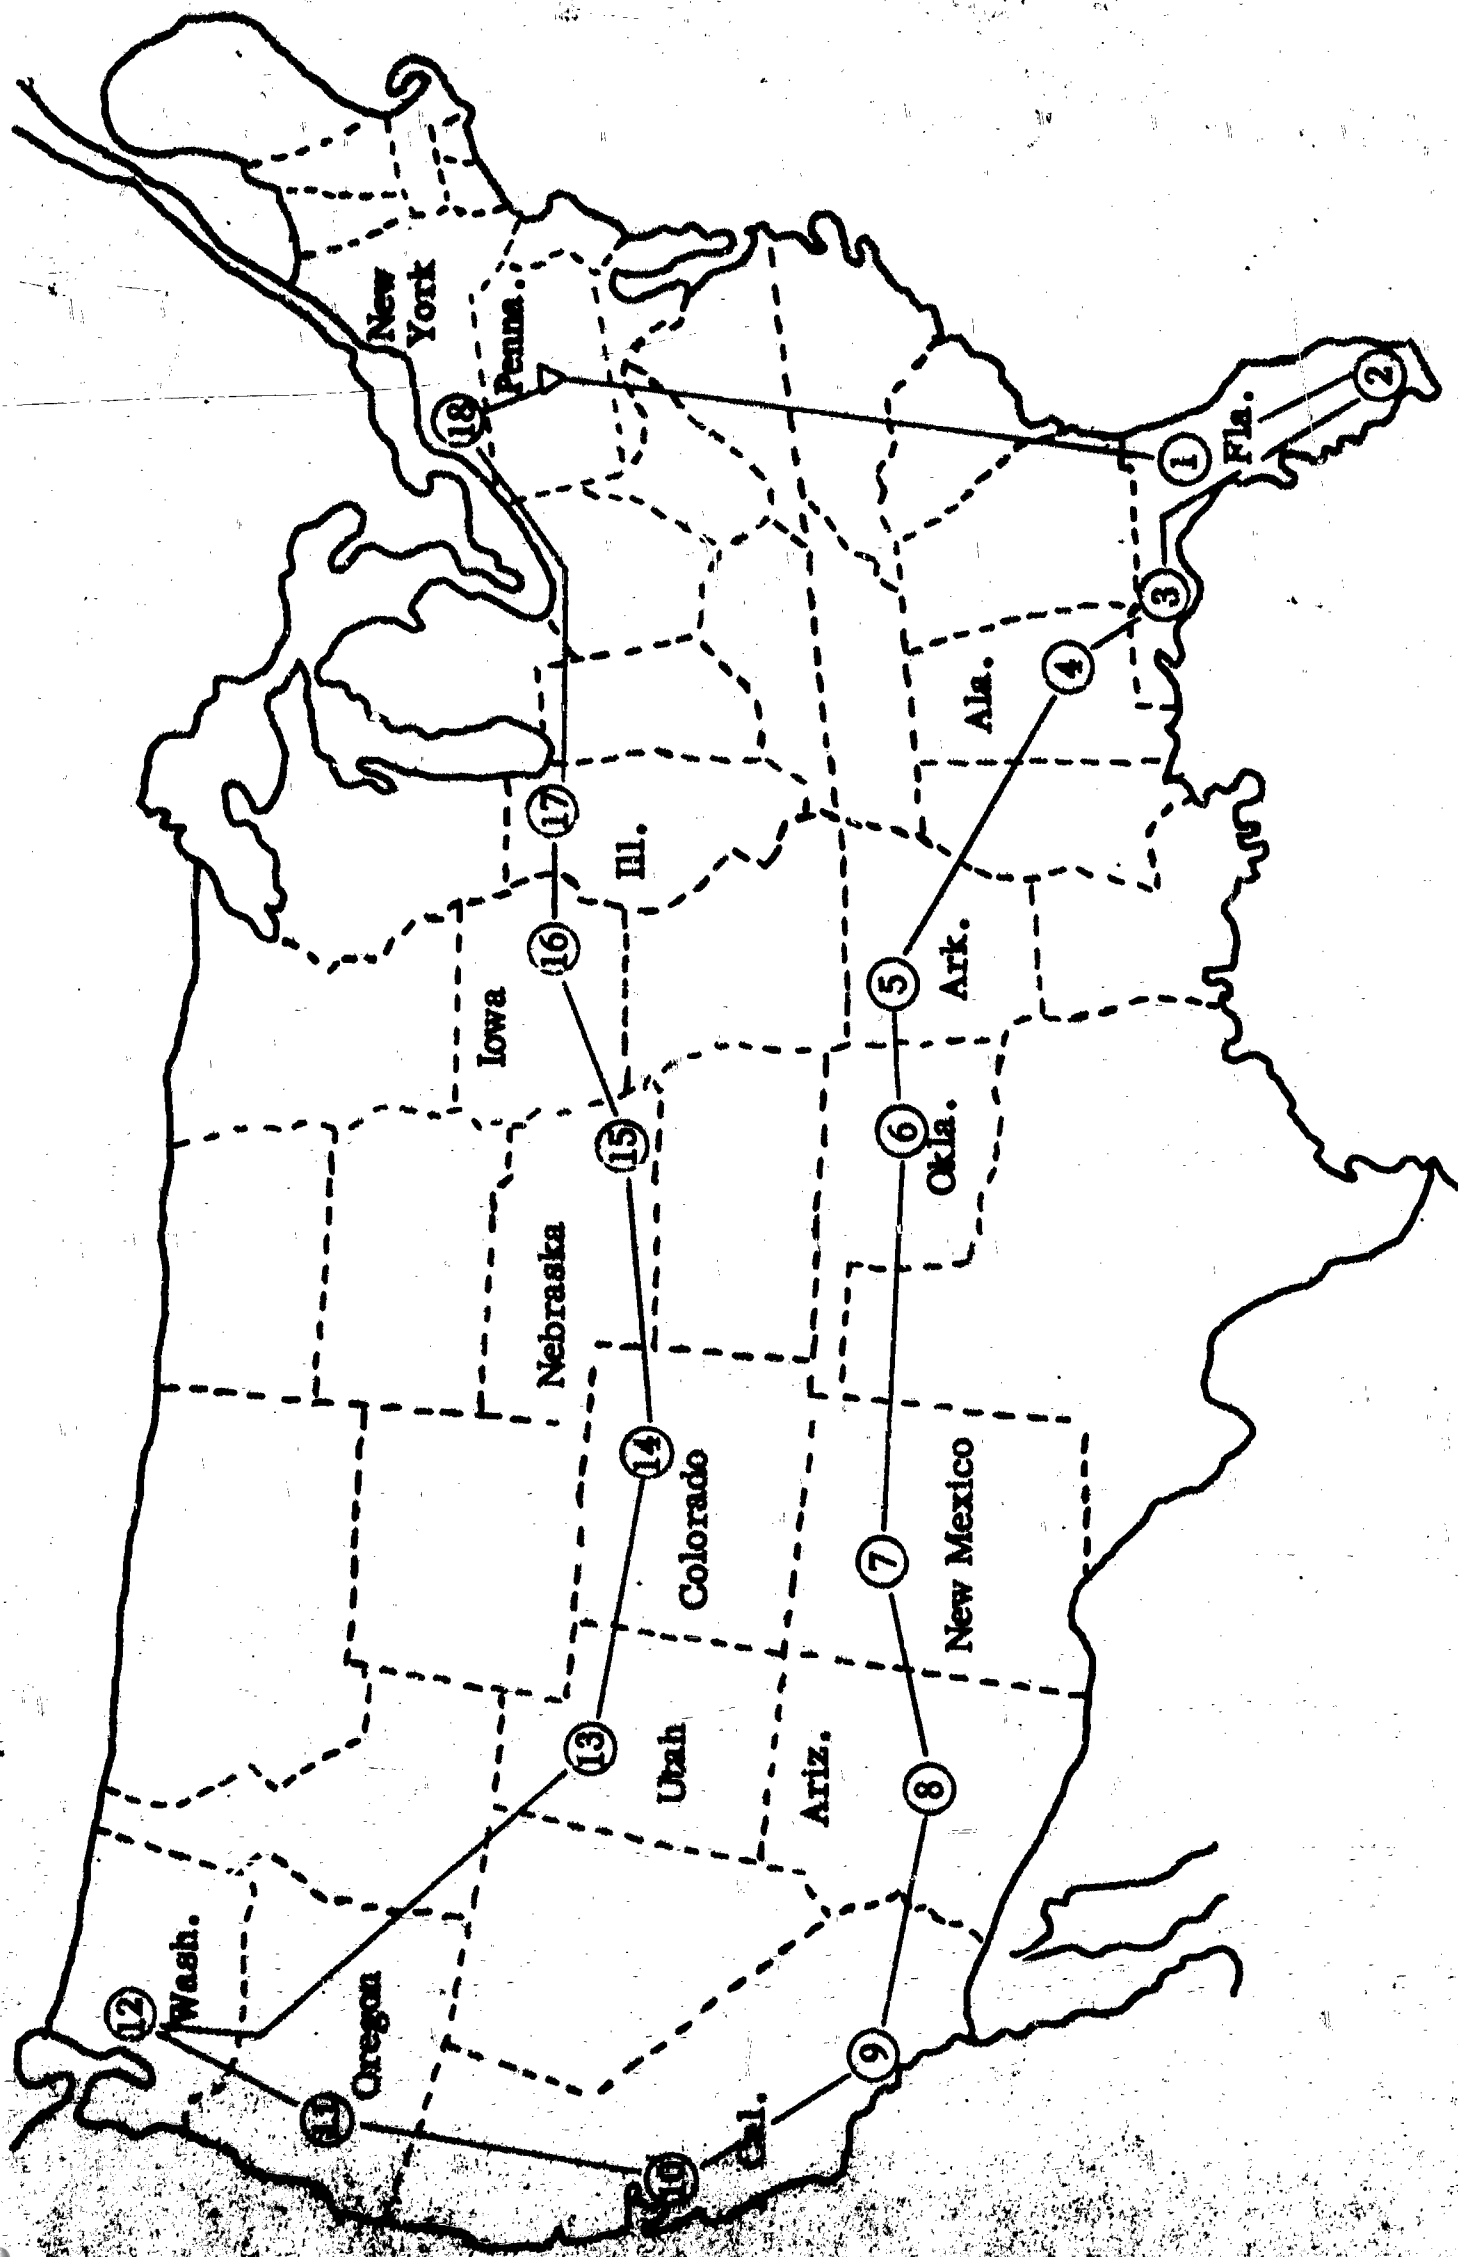 12
Wash.
11
Oregon
10
Cal.
9
13
Utah
Ariz.
8
14
Colorado
7
New Mexico
Nebraska
15
6
Okla.
Iowa
16
5
Ark.
17
Ill.
4
Ala.
3
18
New
York
Penna.
1
Fla.
2